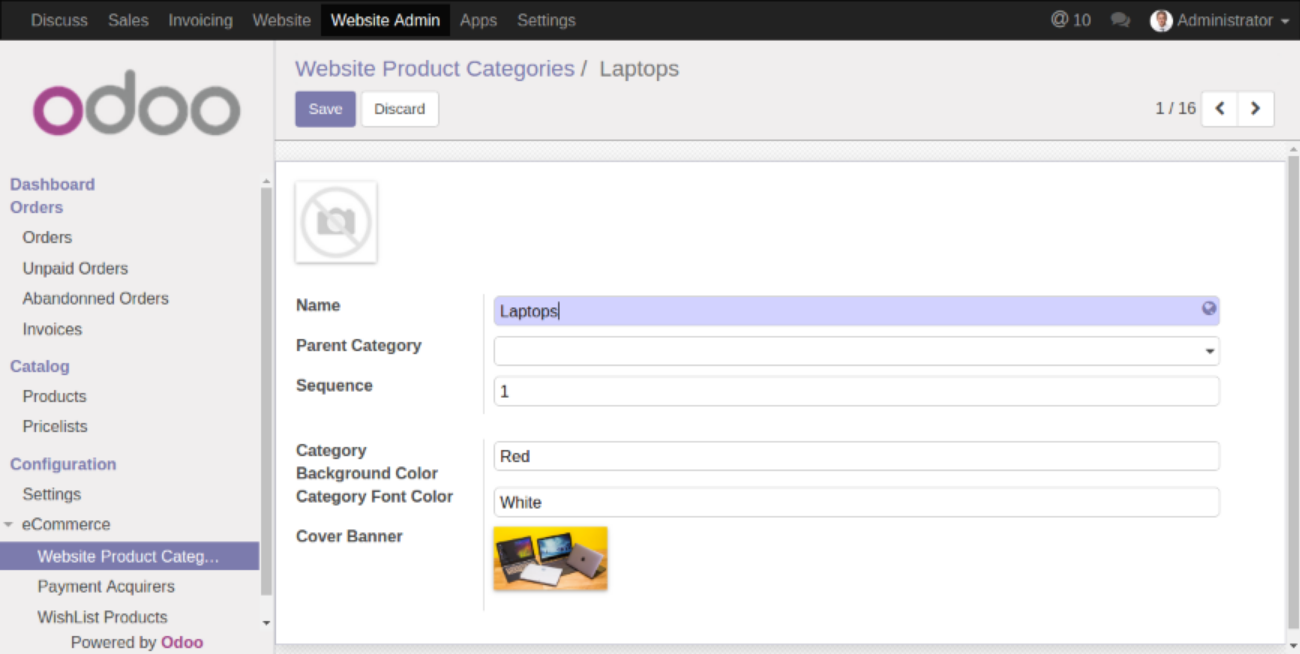 Discuss Sales Invoicing Website Website Admin Apps Settings @ 10 Administrator
odoo
Website Product Categories / Laptops
Save Discard 1 / 16
Dashboard
Orders
Orders
Unpaid Orders
Abandonned Orders
Invoices
Catalog
Products
Pricelists
Configuration
Settings
eCommerce
Website Product Categ...
Payment Acquirers
WishList Products
Powered by Odoo
Name Laptops
Parent Category
Sequence 1
Category
Background Color Red
Category Font Color White
Cover Banner